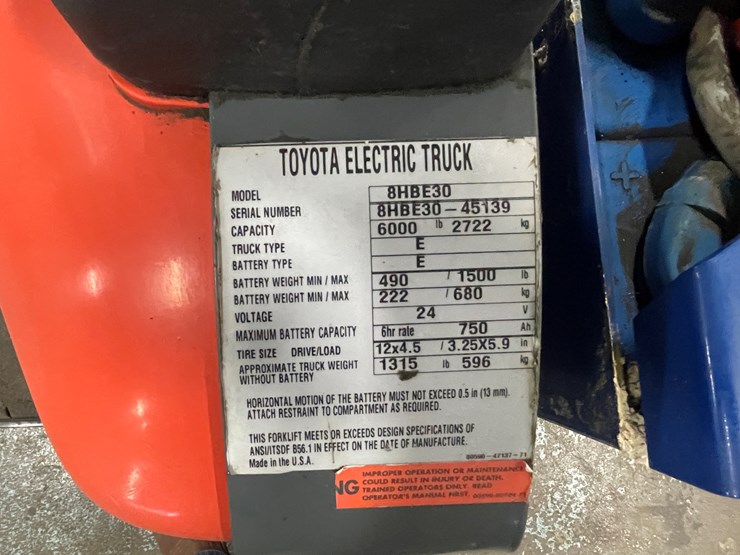 TOYOTA ELECTRIC TRUCK
MODEL 8HBE30
SERIAL NUMBER 8HBE30-45139
CAPACITY 6000 lb 2722 kg
TRUCK TYPE E
BATTERY TYPE E
BATTERY WEIGHT MIN / MAX 490 / 1500 lb
BATTERY WEIGHT MIN / MAX 222 / 680 kg
VOLTAGE 24 V
MAXIMUM BATTERY CAPACITY 6hr rate 750 Ah
TIRE SIZE DRIVE/LOAD 12x4.5 / 3.25X5.9 in
APPROXIMATE TRUCK WEIGHT 1315 lb 596 kg
WITHOUT BATTERY
HORIZONTAL MOTION OF THE BATTERY MUST NOT EXCEED 0.5 in (13 mm).
ATTACH RESTRAINT TO COMPARTMENT AS REQUIRED.
THIS FORKLIFT MEETS OR EXCEEDS DESIGN SPECIFICATIONS OF
ANSI/ITSDF B56.1 IN EFFECT ON THE DATE OF MANUFACTURE.
Made in the U.S.A.
IMPROPER OPERATION OR MAINTENANCE
COULD RESULT IN INJURY OR DEATH.
NG TRAINED OPERATORS ONLY. READ
OPERATOR'S MANUAL FIRST.